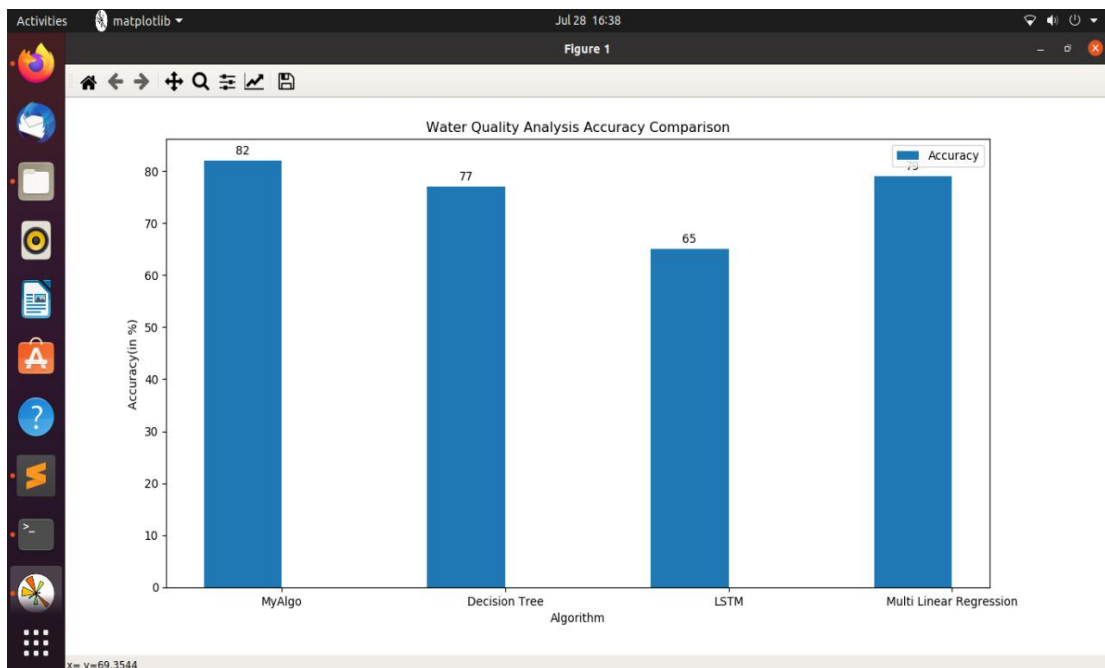 Activities matplotlib Jul 28 16:38
Figure 1
Water Quality Analysis Accuracy Comparison
Accuracy
82
77
65
79
80
70
60
50
40
30
20
10
0
Accuracy(in %)
MyAlgo Decision Tree LSTM Multi Linear Regression
Algorithm
x= y=69.3544